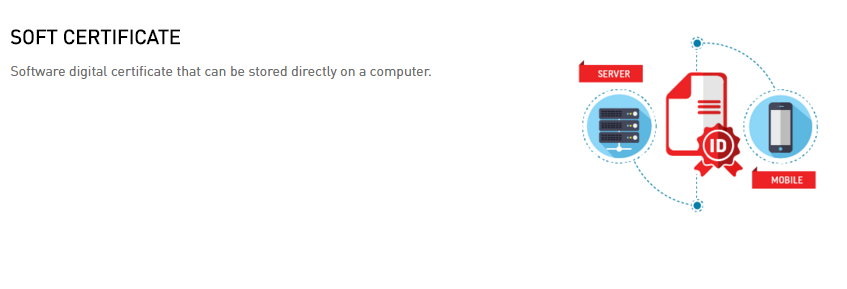 SOFT CERTIFICATE
Software digital certificate that can be stored directly on a computer.
SERVER
ID
MOBILE